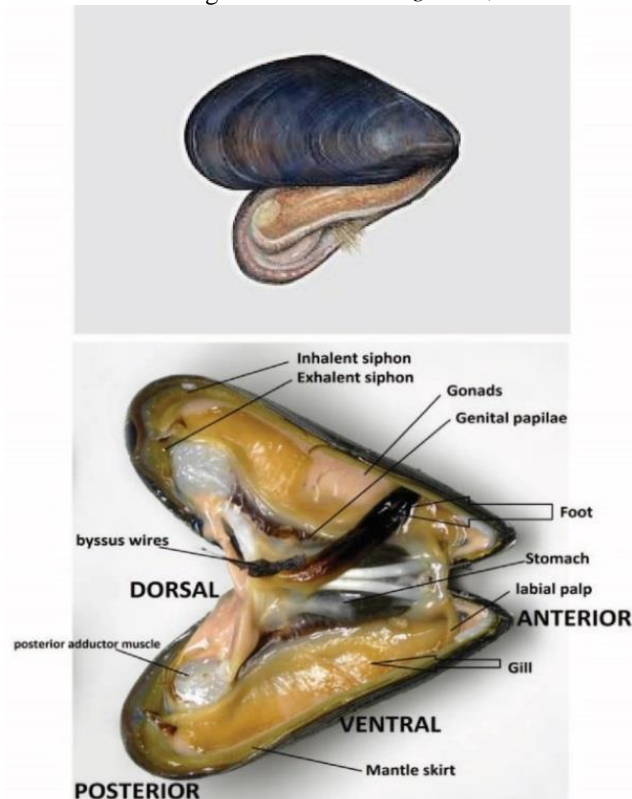 Inhalent siphon
Exhalent siphon
Gonads
Genital papilae
Foot
byssus wires
Stomach
DORSAL
labial palp
ANTERIOR
posterior adductor muscle
Gill
VENTRAL
Mantle skirt
POSTERIOR